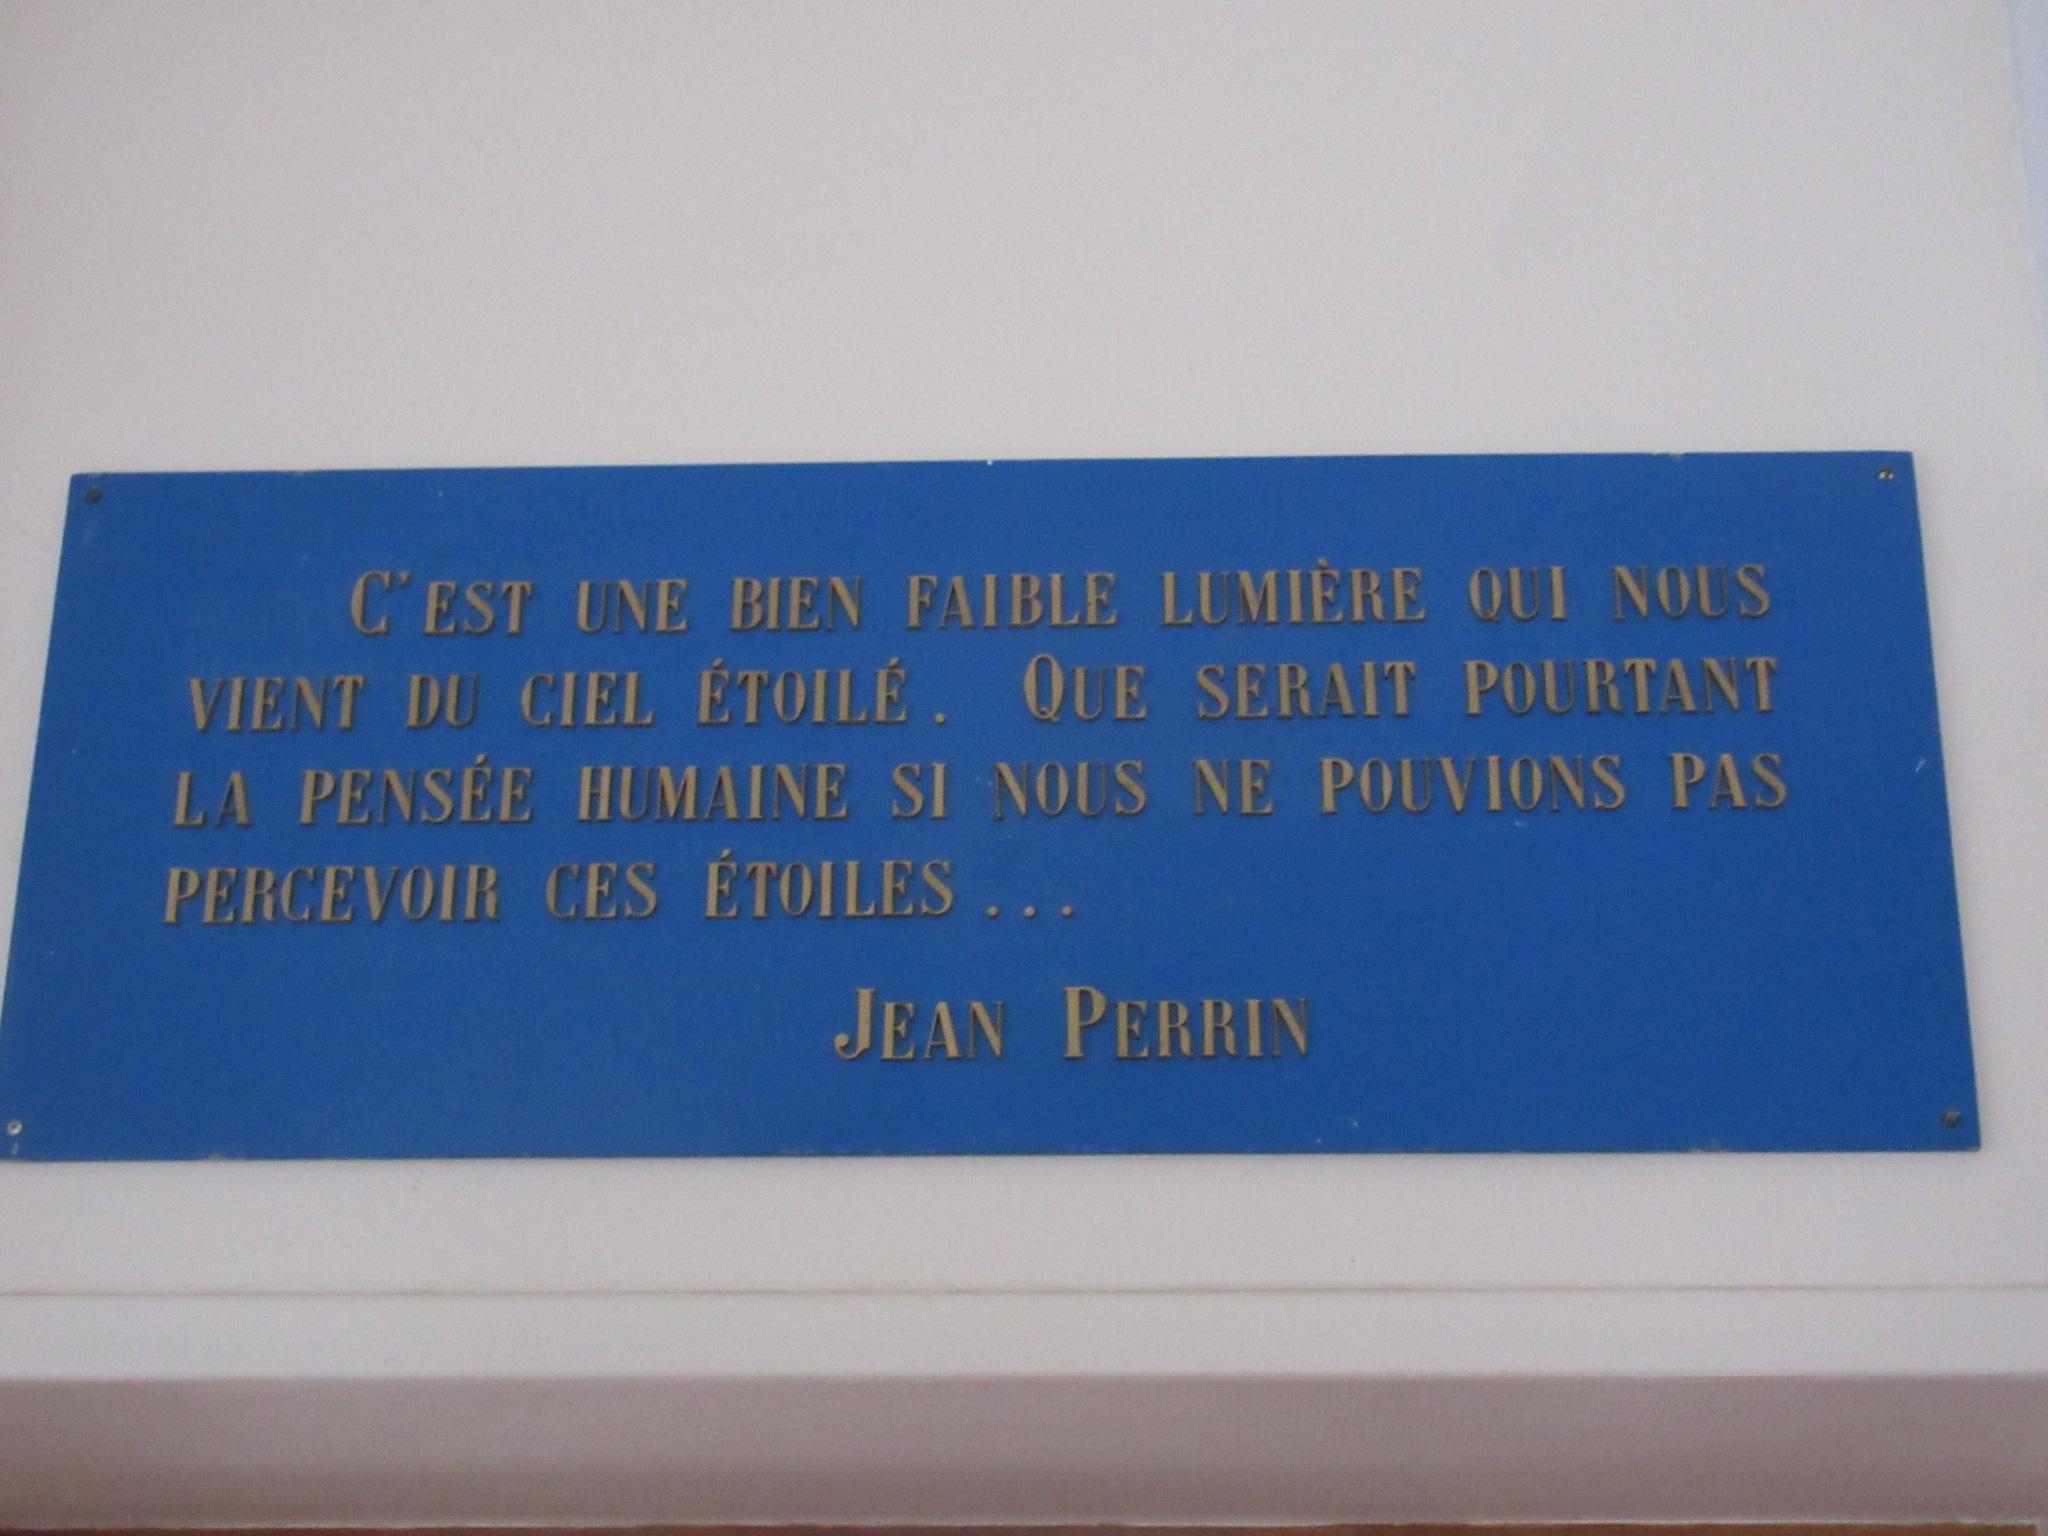 C'EST UNE BIEN FAIBLE LUMIÈRE QUI NOUS
VIENT DU CIEL ÉTOILÉ. QUE SERAIT POURTANT
LA PENSÉE HUMAINE SI NOUS NE POUVIONS PAS
PERCEVOIR CES ÉTOILES ...
JEAN PERRIN